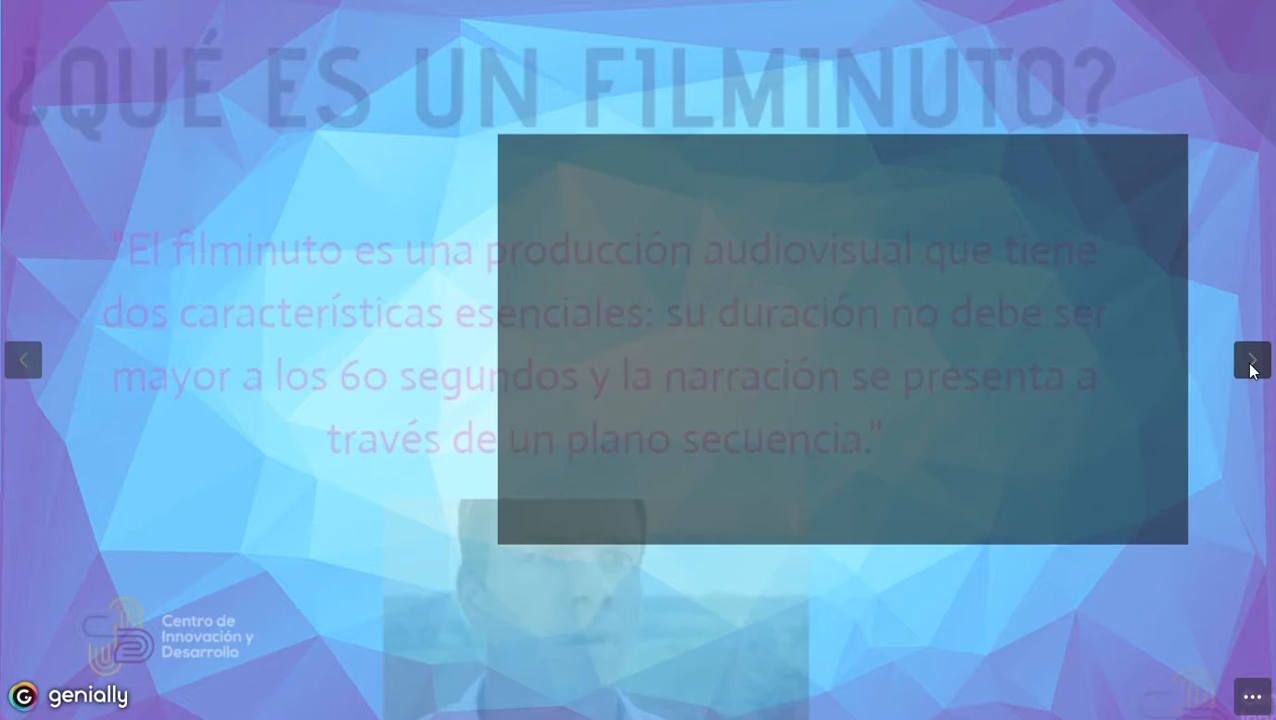 ¿QUÉ ES UN FILMINUTO?
"El filminuto es una producción audiovisual que tiene
dos características esenciales: su duración no debe ser
mayor a los 60 segundos y la narración se presenta a
través de un plano secuencia."
Centro de
Innovación y
Desarrollo
genially